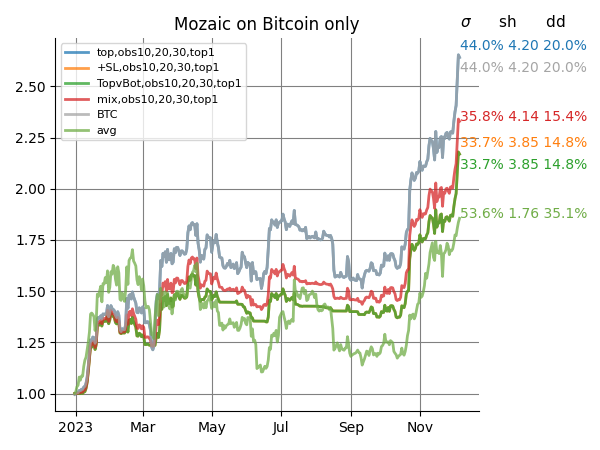 Mozaic on Bitcoin only
σ sh dd
top,obs10,20,30,top1
+SL,obs10,20,30,top1
TopvBot,obs10,20,30,top1
mix,obs10,20,30,top1
BTC
avg
44.0% 4.20 20.0%
44.0% 4.20 20.0%
35.8% 4.14 15.4%
33.7% 3.85 14.8%
33.7% 3.85 14.8%
53.6% 1.76 35.1%
2.50
2.25
2.00
1.75
1.50
1.25
1.00
2023 Mar May Jul Sep Nov